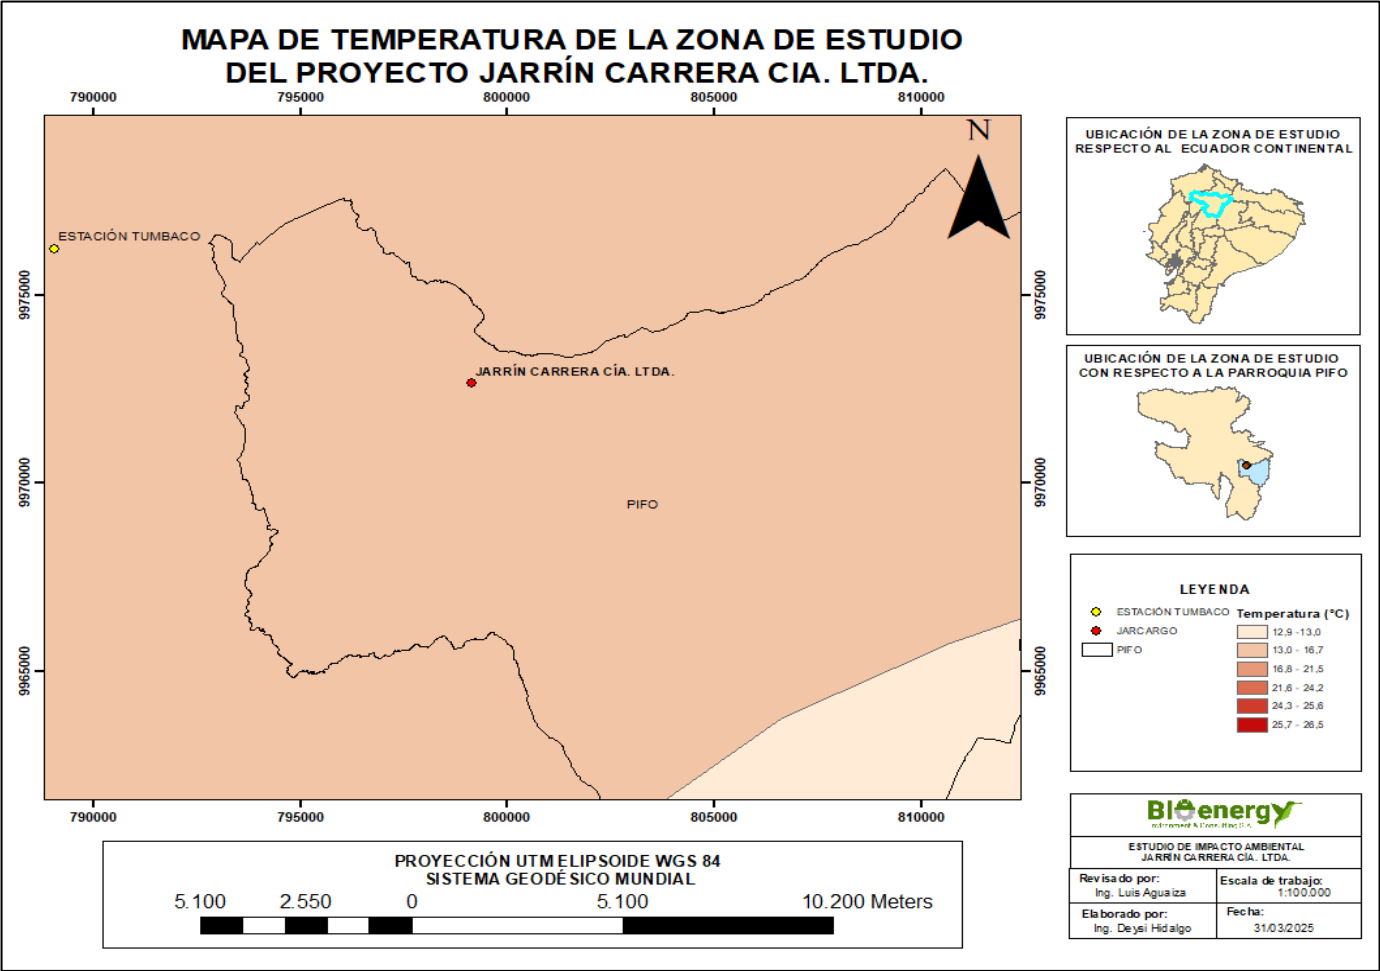 MAPA DE TEMPERATURA DE LA ZONA DE ESTUDIO
DEL PROYECTO JARRÍN CARRERA CIA. LTDA.
790000 795000 800000 805000 810000
N
ESTACIÓN TUMBACO
9975000 9975000
JARRÍN CARRERA CÍA. LTDA.
9970000 9970000
PIFO
9965000 9965000
790000 795000 800000 805000 810000
PROYECCIÓN UTM ELIPSOIDE WGS 84
SISTEMA GEODÉSICO MUNDIAL
5.100 2.550 0 5.100 10.200 Meters
UBICACIÓN DE LA ZONA DE ESTUDIO
RESPECTO AL ECUADOR CONTINENTAL
UBICACIÓN DE LA ZONA DE ESTUDIO
CON RESPECTO A LA PARROQUIA PIFO
LEYENDA
ESTACIÓN TUMBACO
JARCARGO
PIFO
Temperatura (°C)
12,9 -13,0
13,0 - 16,7
16,8 - 21,5
21,6 - 24,2
24,3 - 25,6
25,7 - 26,5
Bioenergy
Environment & Consulting S.A.
ESTUDIO DE IMPACTO AMBIENTAL
JARRÍN CARRERA CÍA. LTDA.
Revisado por:
Ing. Luis Aguaiza
Escala de trabajo:
1:100.000
Elaborado por:
Ing. Deysi Hidalgo
Fecha:
31/03/2025